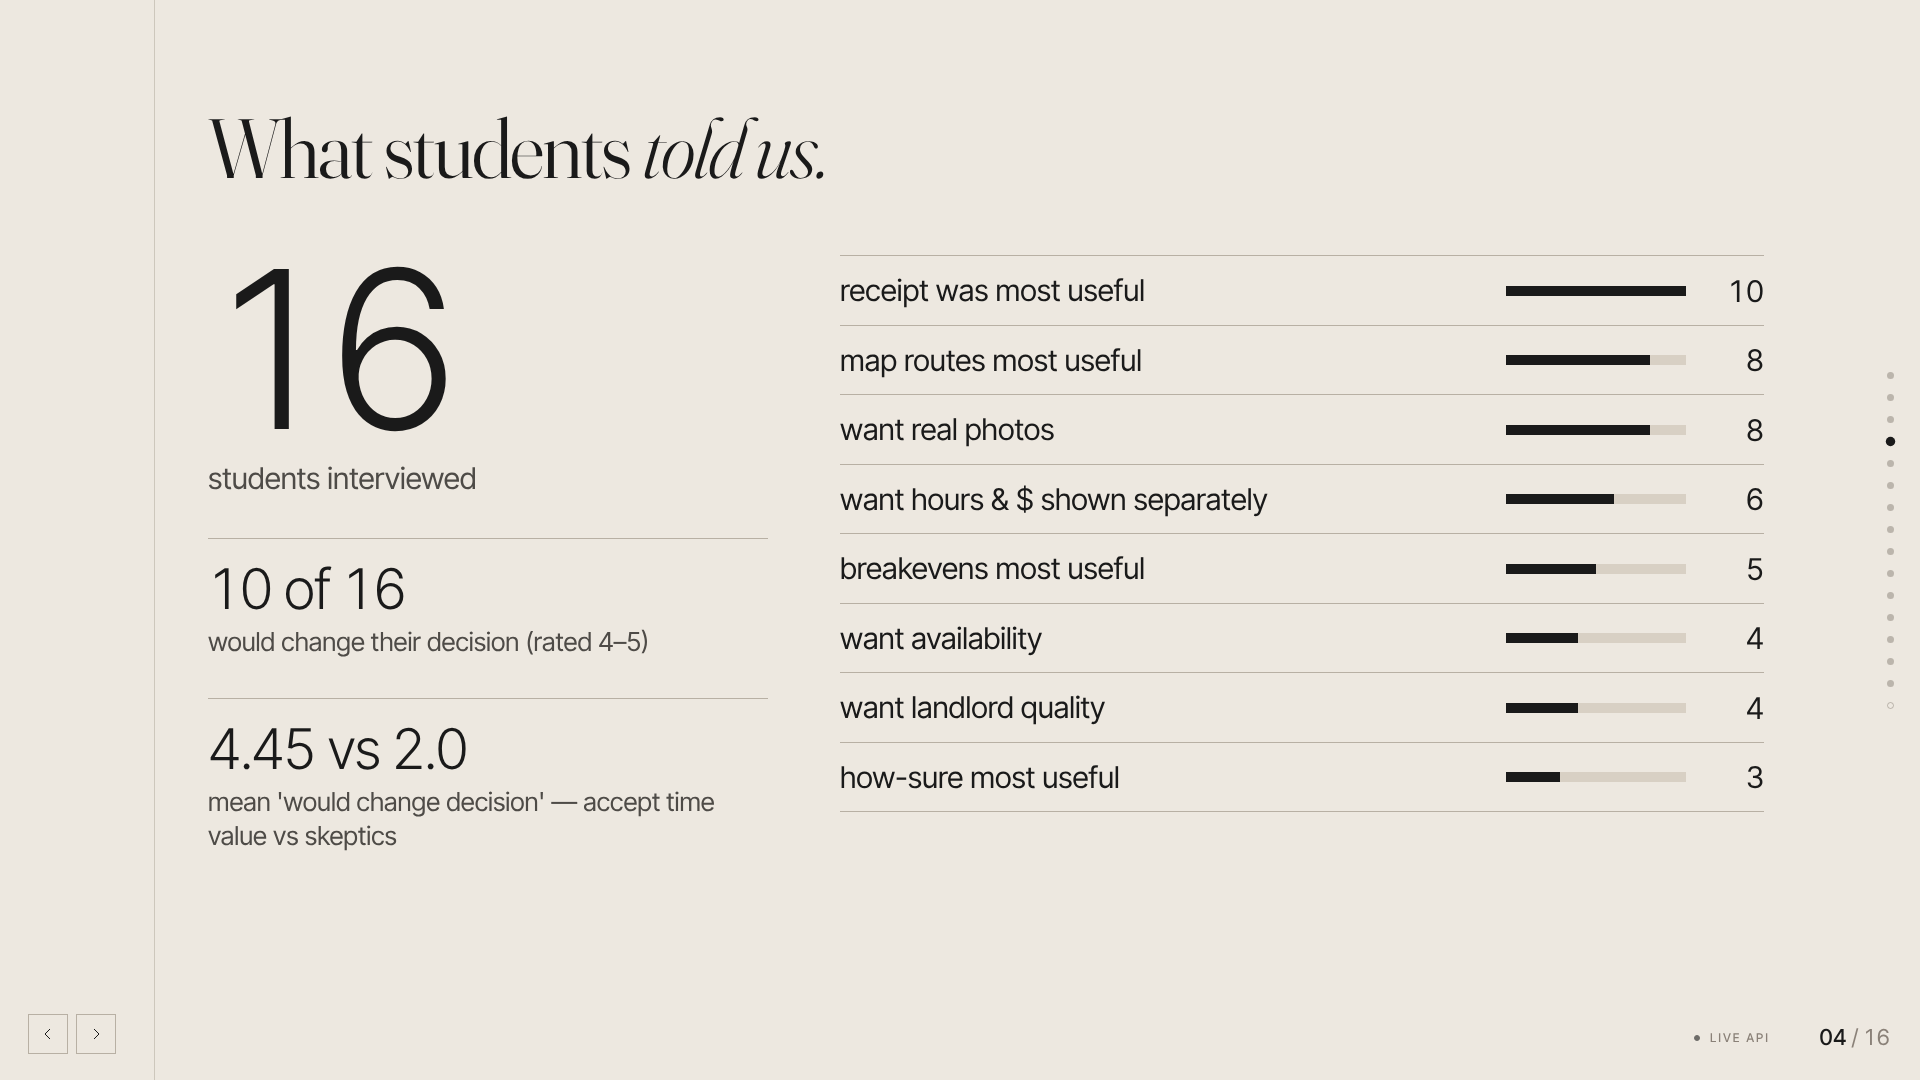 What students told us.
16
students interviewed
10 of 16
would change their decision (rated 4–5)
4.45 vs 2.0
mean 'would change decision' — accept time
value vs skeptics
receipt was most useful 10
map routes most useful 8
want real photos 8
want hours & $ shown separately 6
breakevens most useful 5
want availability 4
want landlord quality 4
how-sure most useful 3
LIVE API
04 / 16